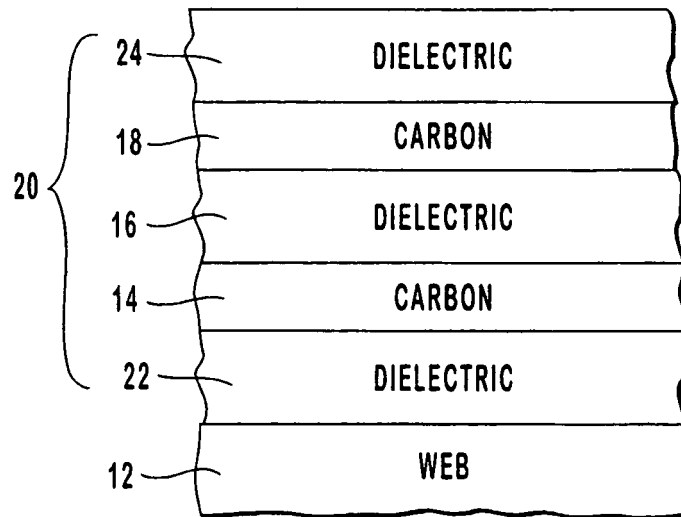 24 DIELECTRIC
18 CARBON
20
16 DIELECTRIC
14 CARBON
22 DIELECTRIC
12 WEB